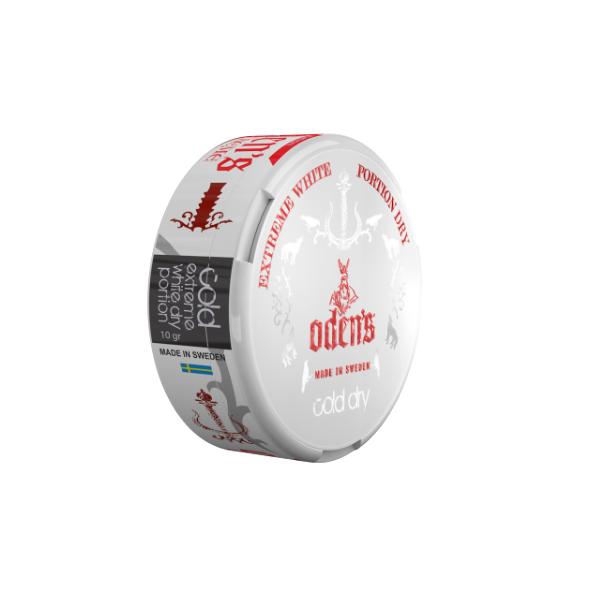 EXTREME WHITE PORTION DRY
oden's
MADE IN SWEDEN
cold dry
cold
extreme
white dry
portion
10 gr
MADE IN SWEDEN